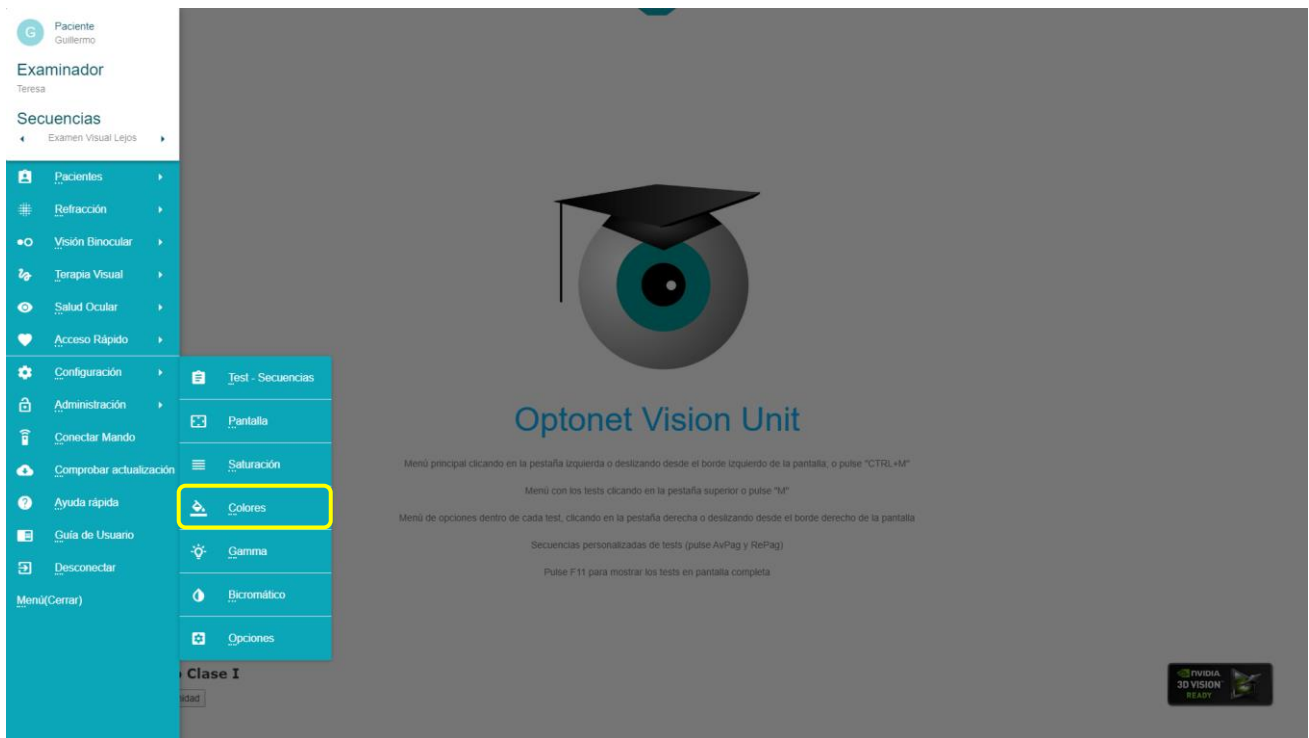 G
Paciente
Guillermo
Examinador
Teresa
Secuencias
Examen Visual Lejos
Pacientes
Refracción
Visión Binocular
Terapia Visual
Salud Ocular
Acceso Rápido
Configuración
Administración
Conectar Mando
Comprobar actualización
Ayuda rápida
Guía de Usuario
Desconectar
Menú(Cerrar)
Test - Secuencias
Pantalla
Saturación
Colores
Gamma
Bicromático
Opciones
Optonet Vision Unit
Menú principal clicando en la pestaña izquierda o deslizando desde el borde izquierdo de la pantalla; o pulse "CTRL+M"
Menú con los tests clicando en la pestaña superior o pulse "M"
Menú de opciones dentro de cada test, clicando en la pestaña derecha o deslizando desde el borde derecho de la pantalla
Secuencias personalizadas de tests (pulse AvPag y RePag)
Pulse F11 para mostrar los tests en pantalla completa
Clase I
idad
NVIDIA
3D VISION
READY